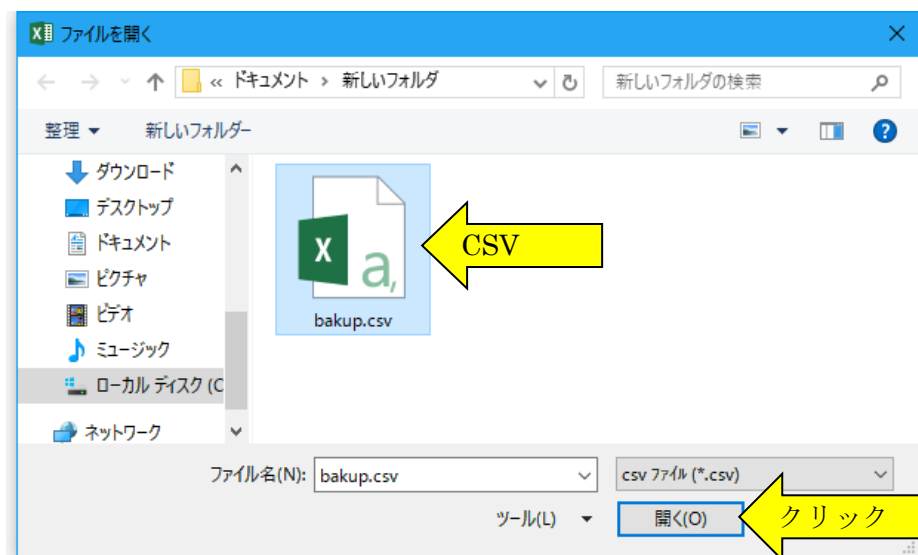 ファイルを開く
« ドキュメント › 新しいフォルダ
新しいフォルダの検索
整理 新しいフォルダー
ダウンロード
デスクトップ
ドキュメント
ピクチャ
ビデオ
ミュージック
ローカル ディスク (C
ネットワーク
X a,
CSV
bakup.csv
ファイル名(N): bakup.csv
csv ファイル (*.csv)
ツール(L)
開く(O)
クリック